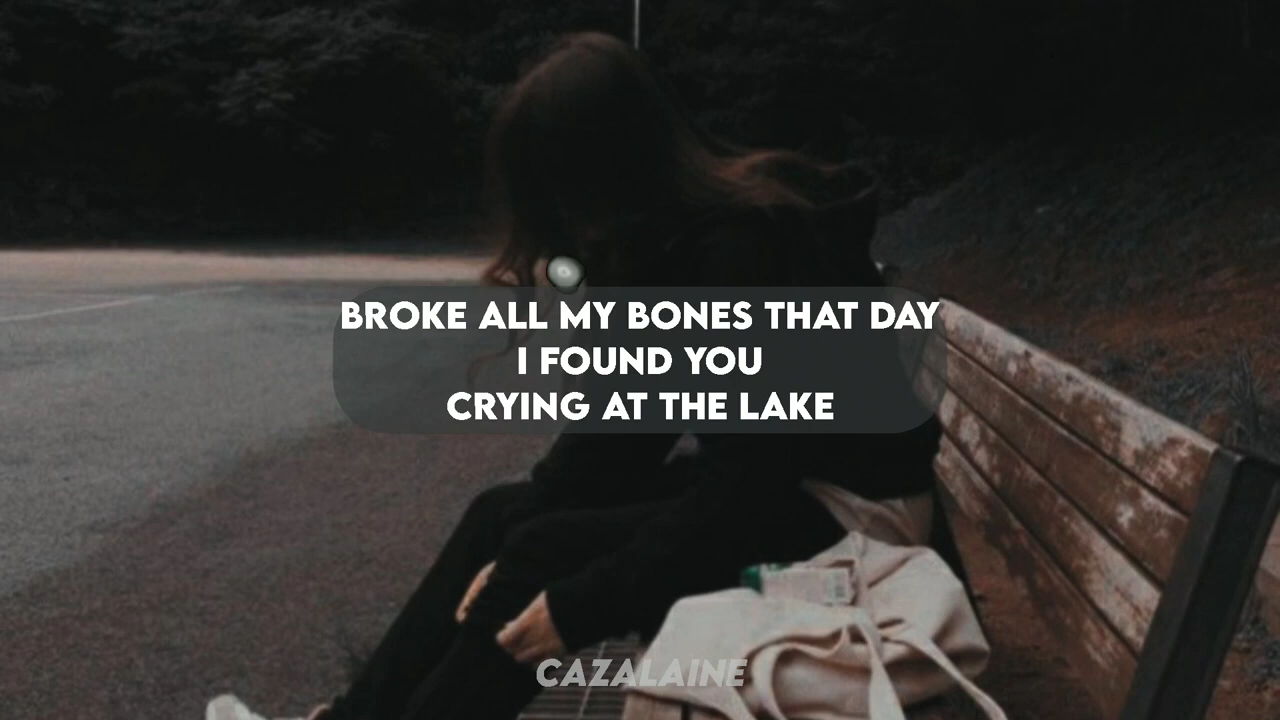 BROKE ALL MY BONES THAT DAY
I FOUND YOU
CRYING AT THE LAKE
CAZALAINE